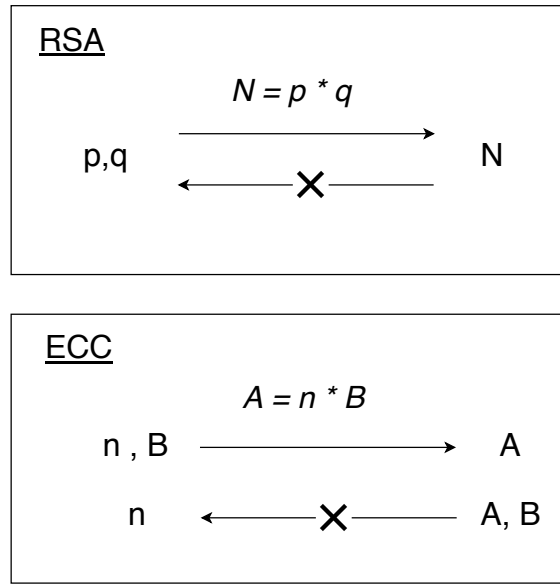 RSA
N = p * q
p,q
N
ECC
A = n * B
n , B
A
n
A, B